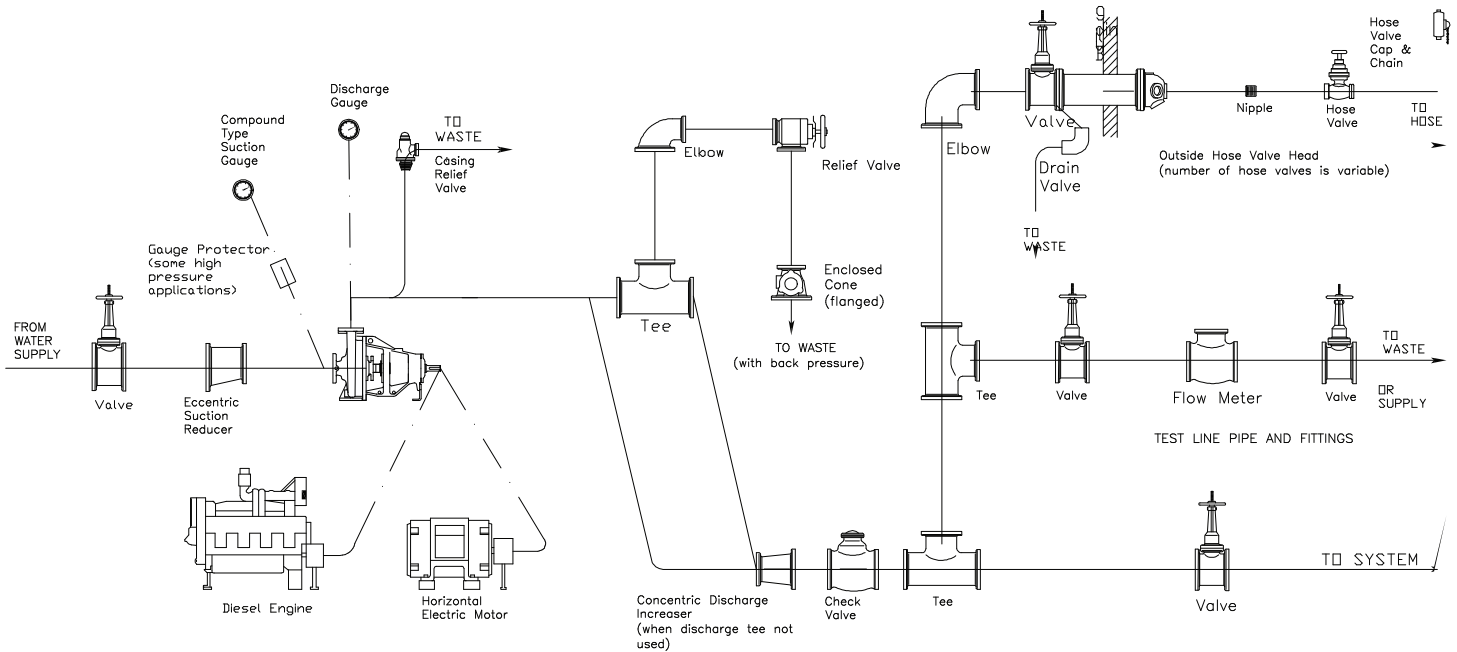 Hose
Valve
Cap &
Chain
Discharge
Gauge
Compound
Type
Suction
Gauge
TO
WASTE
Casing
Relief
Valve
Elbow
Relief Valve
Elbow
Valve
Drain
Valve
Nipple
Hose
Valve
TO
HOSE
Outside Hose Valve Head
(number of hose valves is variable)
TO
WASTE
Gauge Protector
(some high
pressure
applications)
Enclosed
Cone
(flanged)
Tee
FROM
WATER
SUPPLY
TO WASTE
(with back pressure)
TO
WASTE
Valve
Eccentric
Suction
Reducer
Tee
Valve
Flow Meter
Valve
OR
SUPPLY
TEST LINE PIPE AND FITTINGS
TO SYSTEM
Diesel Engine
Horizontal
Electric Motor
Concentric Discharge
Increaser
(when discharge tee not
used)
Check
Valve
Tee
Valve